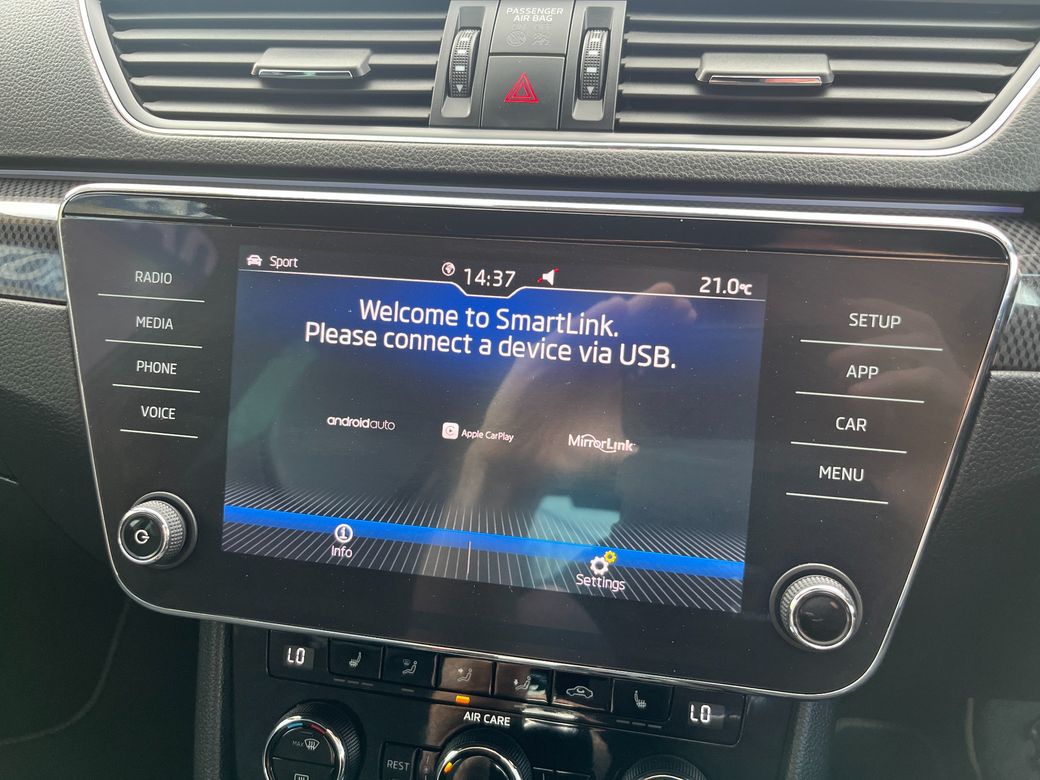 PASSENGER
AIR BAG
Sport
14:37
21.0°C
RADIO
MEDIA
PHONE
VOICE
Welcome to SmartLink.
Please connect a device via USB.
androidauto
Apple CarPlay
MirrorLink
Info
Settings
SETUP
APP
CAR
MENU
LO
LO
AIR CARE
MAX
REST